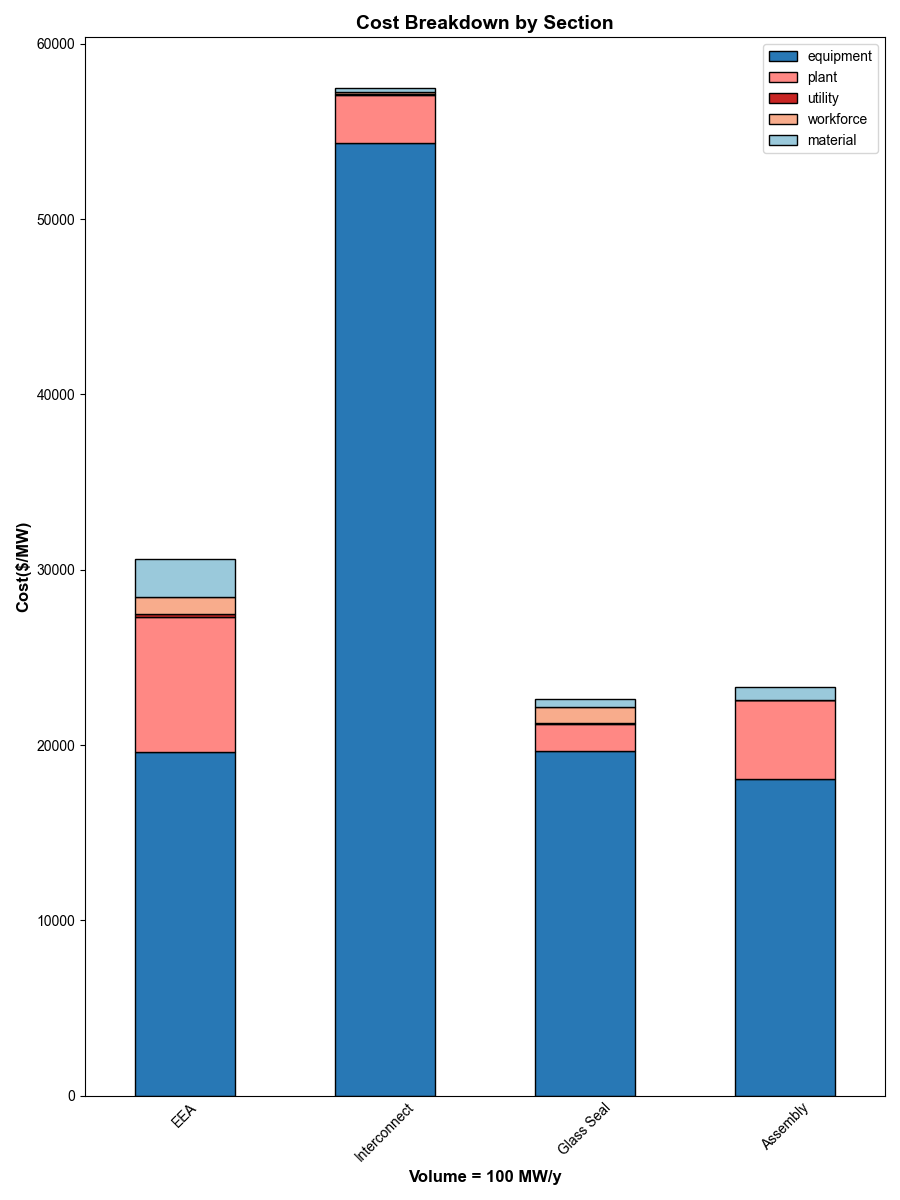 Cost Breakdown by Section
equipment
plant
utility
workforce
material
Cost($/MW)
60000
50000
40000
30000
20000
10000
0
EEA
Interconnect
Glass Seal
Assembly
Volume = 100 MW/y